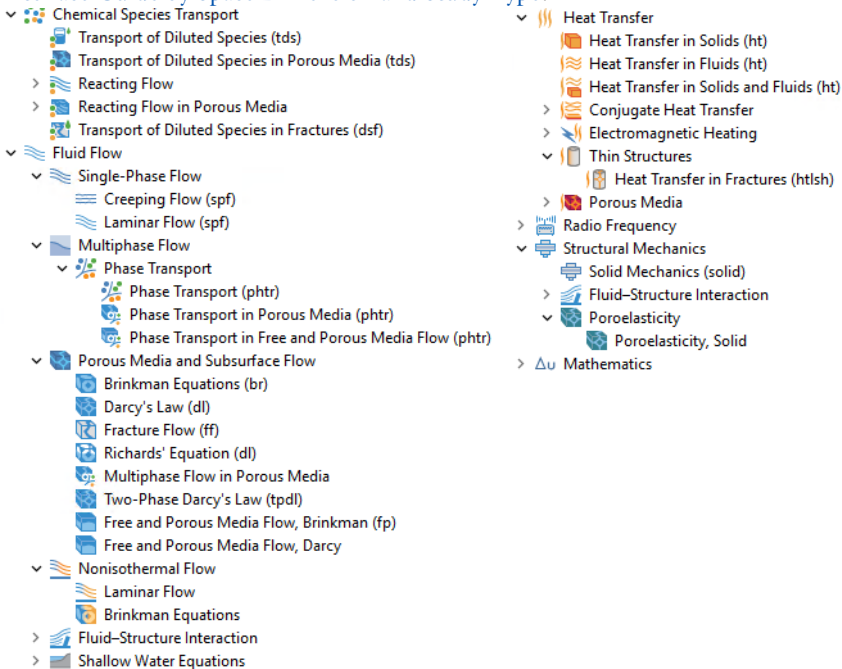 Chemical Species Transport
Transport of Diluted Species (tds)
Transport of Diluted Species in Porous Media (tds)
Reacting Flow
Reacting Flow in Porous Media
Transport of Diluted Species in Fractures (dsf)
Fluid Flow
Single-Phase Flow
Creeping Flow (spf)
Laminar Flow (spf)
Multiphase Flow
Phase Transport
Phase Transport (phtr)
Phase Transport in Porous Media (phtr)
Phase Transport in Free and Porous Media Flow (phtr)
Porous Media and Subsurface Flow
Brinkman Equations (br)
Darcy's Law (dl)
Fracture Flow (ff)
Richards' Equation (dl)
Multiphase Flow in Porous Media
Two-Phase Darcy's Law (tpdl)
Free and Porous Media Flow, Brinkman (fp)
Free and Porous Media Flow, Darcy
Nonisothermal Flow
Laminar Flow
Brinkman Equations
Fluid–Structure Interaction
Shallow Water Equations
Heat Transfer
Heat Transfer in Solids (ht)
Heat Transfer in Fluids (ht)
Heat Transfer in Solids and Fluids (ht)
Conjugate Heat Transfer
Electromagnetic Heating
Thin Structures
Heat Transfer in Fractures (htlsh)
Porous Media
Radio Frequency
Structural Mechanics
Solid Mechanics (solid)
Fluid–Structure Interaction
Poroelasticity
Poroelasticity, Solid
Δu Mathematics